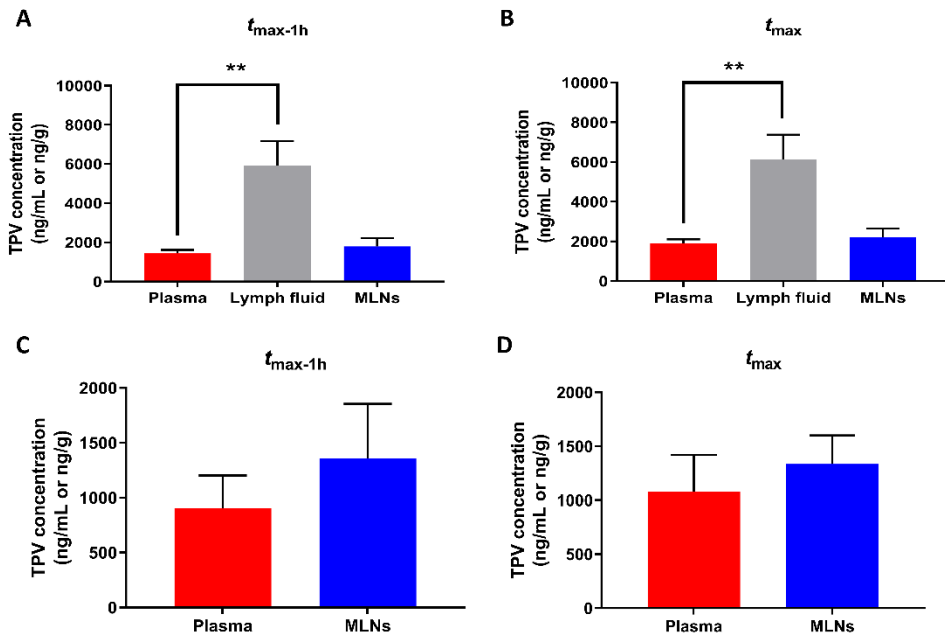 A
tmax-1h
**
TPV concentration
(ng/mL or ng/g)
10000
8000
6000
4000
2000
0
Plasma Lymph fluid MLNs
B
tmax
**
TPV concentration
(ng/mL or ng/g)
10000
8000
6000
4000
2000
0
Plasma Lymph fluid MLNs
C
tmax-1h
TPV concentration
(ng/mL or ng/g)
2000
1500
1000
500
0
Plasma MLNs
D
tmax
TPV concentration
(ng/mL or ng/g)
2000
1500
1000
500
0
Plasma MLNs